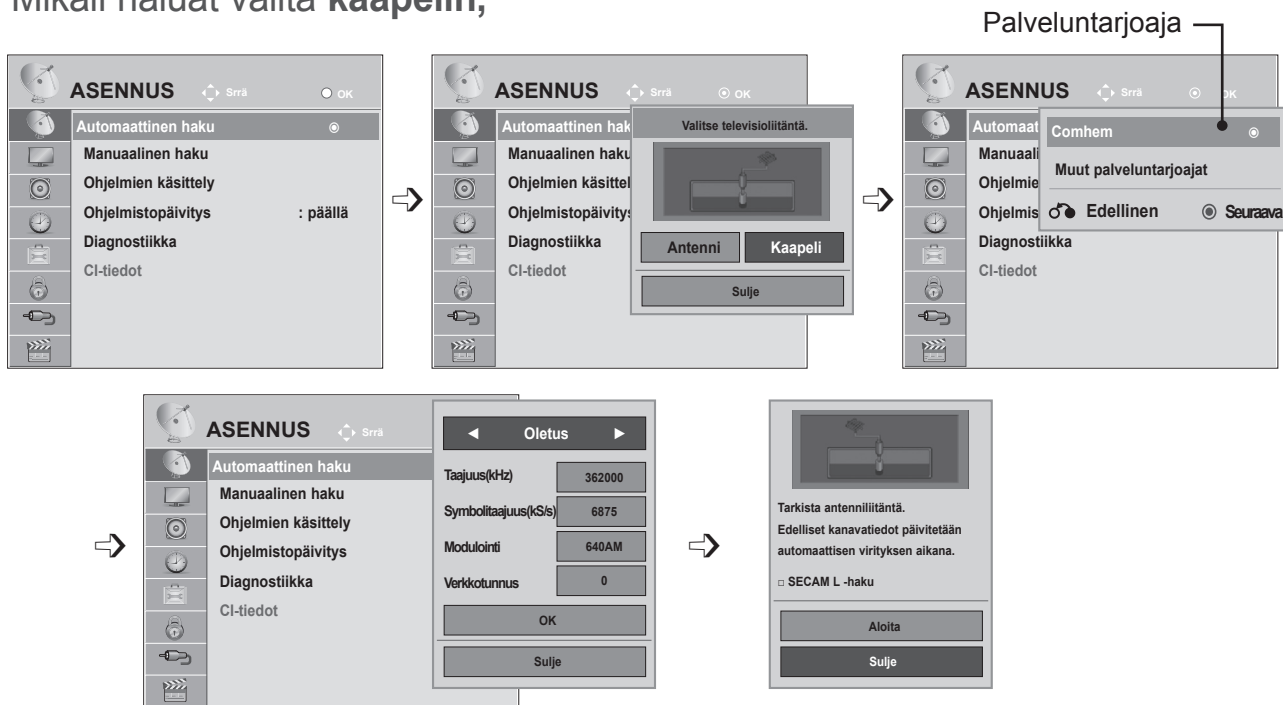 Mikäli haluat valita kaapelin,
Palveluntarjoaja
ASENNUS Srrä OK
Automaattinen haku
Manuaalinen haku
Ohjelmien käsittely
Ohjelmistopäivitys : päällä
Diagnostiikka
CI-tiedot
ASENNUS Srrä OK
Automaattinen hak
Manuaalinen haku
Ohjelmien käsittel
Ohjelmistopäivitys
Diagnostiikka
CI-tiedot
Valitse televisioliitäntä.
Antenni Kaapeli
Sulje
ASENNUS Srrä OK
Automaat
Manuaali
Ohjelmie
Ohjelmis
Diagnostiikka
CI-tiedot
Comhem
Muut palveluntarjoajat
Edellinen Seuraava
ASENNUS Srrä
Automaattinen haku
Manuaalinen haku
Ohjelmien käsittely
Ohjelmistopäivitys
Diagnostiikka
CI-tiedot
◄ Oletus ►
Taajuus(kHz) 362000
Symbolitaajuus(kS/s) 6875
Modulointi 640AM
Verkkotunnus 0
OK
Sulje
Tarkista antenniliitäntä.
Edelliset kanavatiedot päivitetään
automaattisen virityksen aikana.
□ SECAM L -haku
Aloita
Sulje